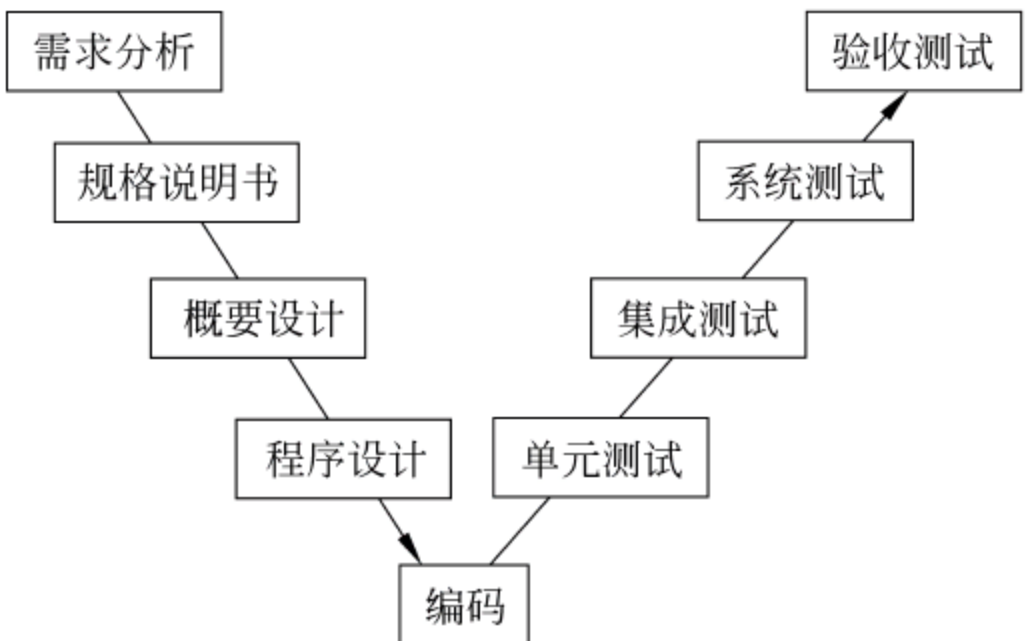 需求分析
验收测试
规格说明书
系统测试
概要设计
集成测试
程序设计
单元测试
编码